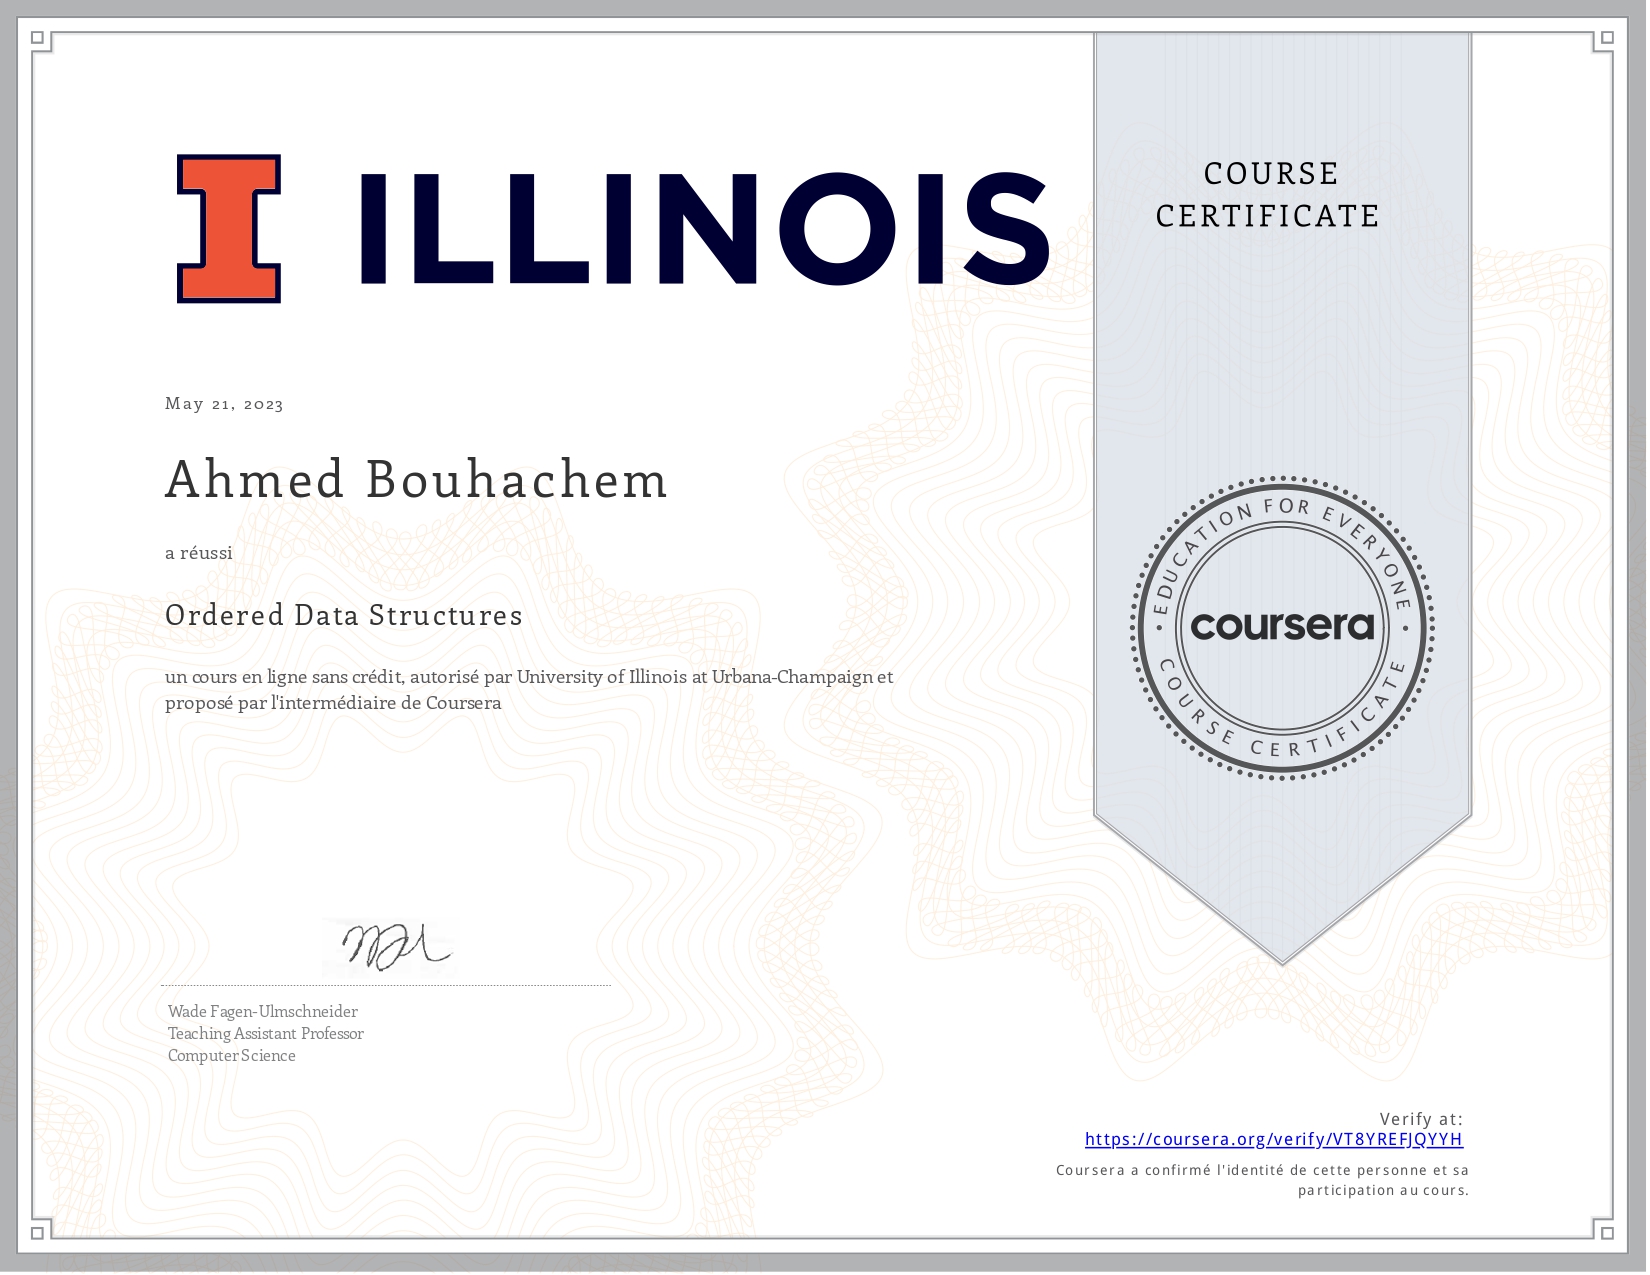 ILLINOIS
COURSE
CERTIFICATE
May 21, 2023
Ahmed Bouhachem
a réussi
Ordered Data Structures
un cours en ligne sans crédit, autorisé par University of Illinois at Urbana-Champaign et
proposé par l'intermédiaire de Coursera
EDUCATION FOR EVERYONE
coursera
COURSE CERTIFICATE
Wade Fagen-Ulmschneider
Teaching Assistant Professor
Computer Science
Verify at:
https://coursera.org/verify/VT8YREFJQYYH
Coursera a confirmé l'identité de cette personne et sa
participation au cours.